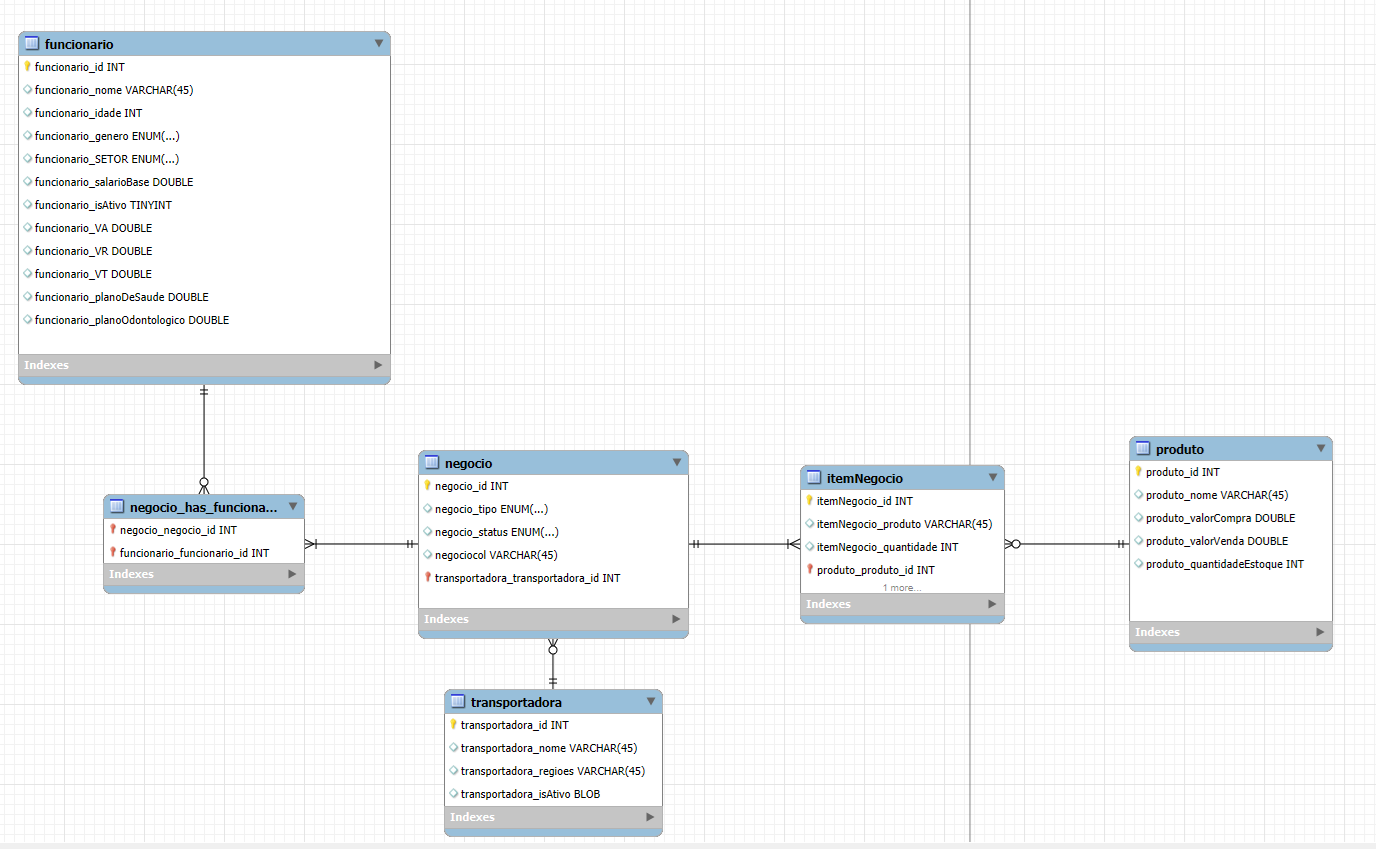 funcionario
funcionario_id INT
funcionario_nome VARCHAR(45)
funcionario_idade INT
funcionario_genero ENUM(...)
funcionario_SETOR ENUM(...)
funcionario_salarioBase DOUBLE
funcionario_isAtivo TINYINT
funcionario_VA DOUBLE
funcionario_VR DOUBLE
funcionario_VT DOUBLE
funcionario_planoDeSaude DOUBLE
funcionario_planoOdontologico DOUBLE
Indexes
negocio_has_funciona...
negocio_negocio_id INT
funcionario_funcionario_id INT
Indexes
negocio
negocio_id INT
negocio_tipo ENUM(...)
negocio_status ENUM(...)
negociocol VARCHAR(45)
transportadora_transportadora_id INT
Indexes
itemNegocio
itemNegocio_id INT
itemNegocio_produto VARCHAR(45)
itemNegocio_quantidade INT
produto_produto_id INT
1 more...
Indexes
produto
produto_id INT
produto_nome VARCHAR(45)
produto_valorCompra DOUBLE
produto_valorVenda DOUBLE
produto_quantidadeEstoque INT
Indexes
transportadora
transportadora_id INT
transportadora_nome VARCHAR(45)
transportadora_regioes VARCHAR(45)
transportadora_isAtivo BLOB
Indexes